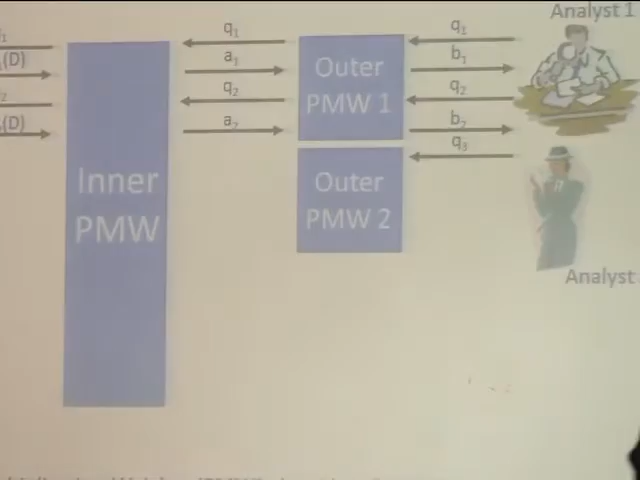 Analyst 1
q₁
q₁
(D)
a₁
b₁
Outer
PMW 1
q₂
q₂
(D)
a₂
b₂
q₃
Inner
PMW
Outer
PMW 2
Analyst